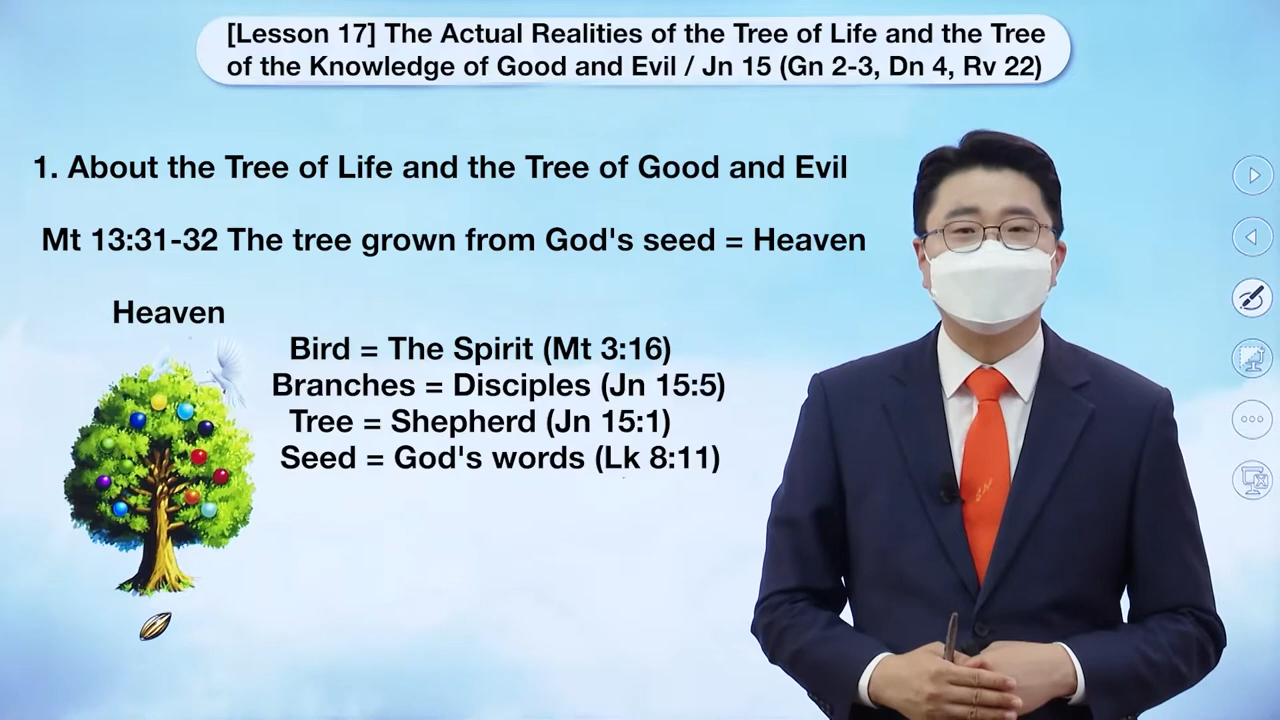 [Lesson 17] The Actual Realities of the Tree of Life and the Tree
of the Knowledge of Good and Evil / Jn 15 (Gn 2-3, Dn 4, Rv 22)
1. About the Tree of Life and the Tree of Good and Evil
Mt 13:31-32 The tree grown from God's seed = Heaven
Heaven
Bird = The Spirit (Mt 3:16)
Branches = Disciples (Jn 15:5)
Tree = Shepherd (Jn 15:1)
Seed = God's words (Lk 8:11)